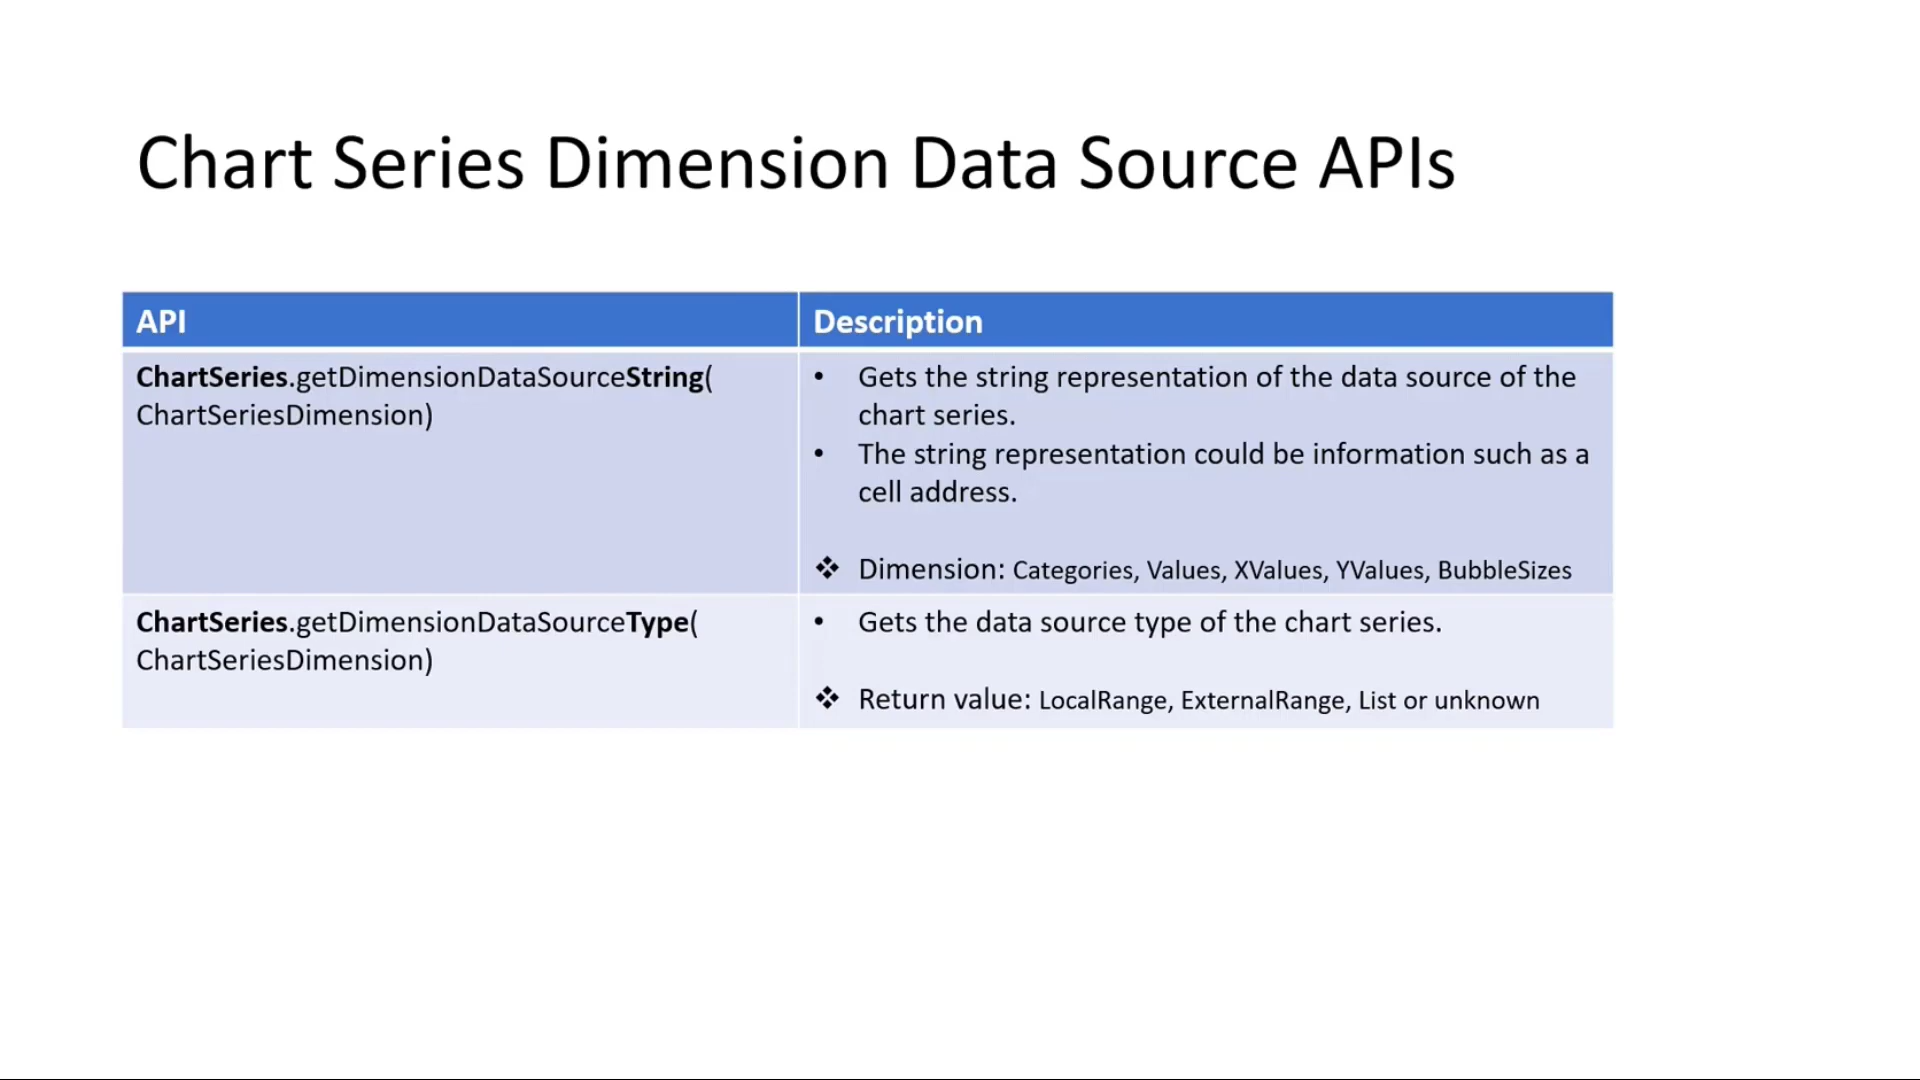 Chart Series Dimension Data Source APIs
API
Description
ChartSeries.getDimensionDataSourceString(
ChartSeriesDimension)
• Gets the string representation of the data source of the
chart series.
• The string representation could be information such as a
cell address.
❖ Dimension: Categories, Values, XValues, YValues, BubbleSizes
ChartSeries.getDimensionDataSourceType(
ChartSeriesDimension)
• Gets the data source type of the chart series.
❖ Return value: LocalRange, ExternalRange, List or unknown